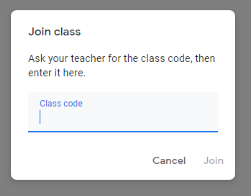 Join class
Ask your teacher for the class code, then
enter it here.
Class code
Cancel Join